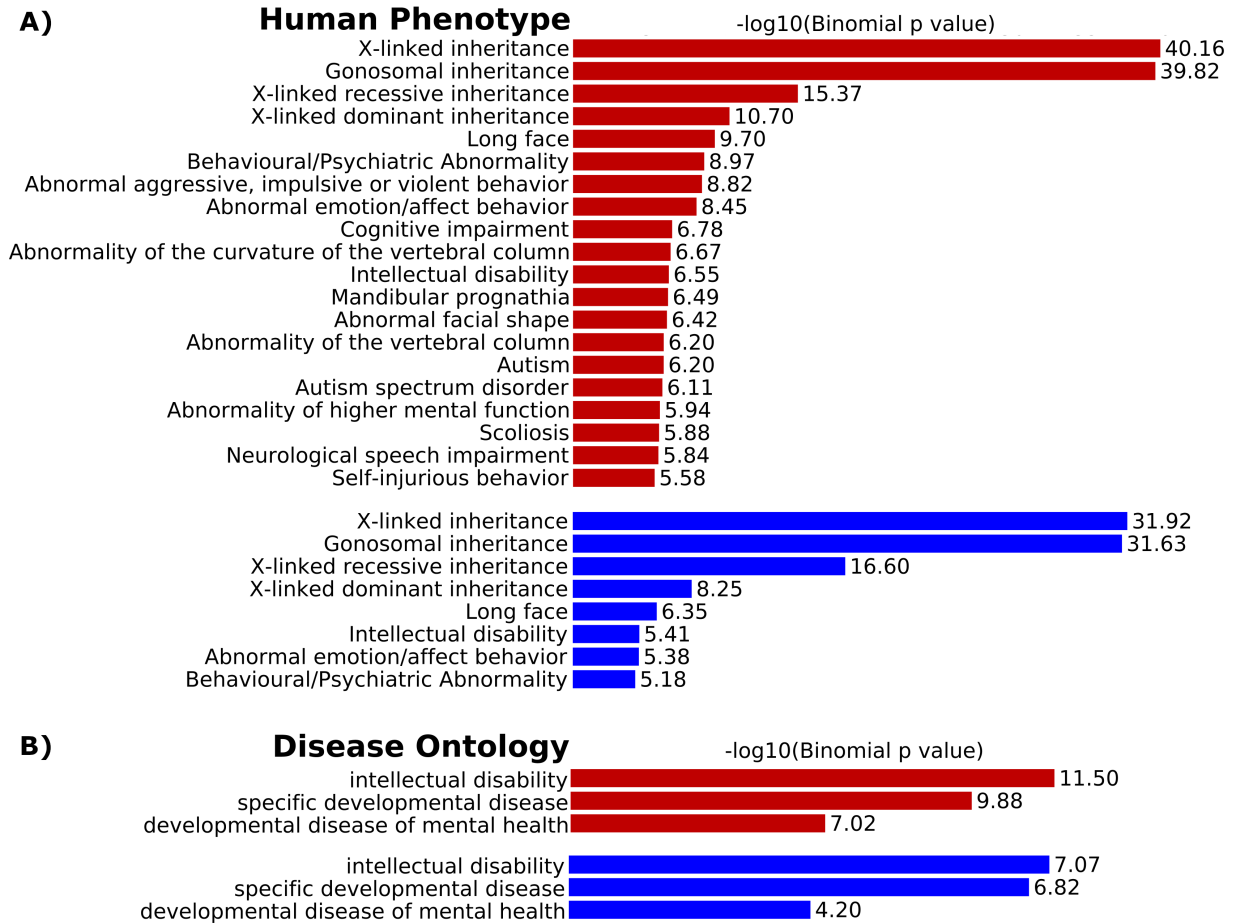 A) Human Phenotype -log10(Binomial p value)
X-linked inheritance 40.16
Gonosomal inheritance 39.82
X-linked recessive inheritance 15.37
X-linked dominant inheritance 10.70
Long face 9.70
Behavioural/Psychiatric Abnormality 8.97
Abnormal aggressive, impulsive or violent behavior 8.82
Abnormal emotion/affect behavior 8.45
Cognitive impairment 6.78
Abnormality of the curvature of the vertebral column 6.67
Intellectual disability 6.55
Mandibular prognathia 6.49
Abnormal facial shape 6.42
Abnormality of the vertebral column 6.20
Autism 6.20
Autism spectrum disorder 6.11
Abnormality of higher mental function 5.94
Scoliosis 5.88
Neurological speech impairment 5.84
Self-injurious behavior 5.58
X-linked inheritance 31.92
Gonosomal inheritance 31.63
X-linked recessive inheritance 16.60
X-linked dominant inheritance 8.25
Long face 6.35
Intellectual disability 5.41
Abnormal emotion/affect behavior 5.38
Behavioural/Psychiatric Abnormality 5.18
B) Disease Ontology -log10(Binomial p value)
intellectual disability 11.50
specific developmental disease 9.88
developmental disease of mental health 7.02
intellectual disability 7.07
specific developmental disease 6.82
developmental disease of mental health 4.20